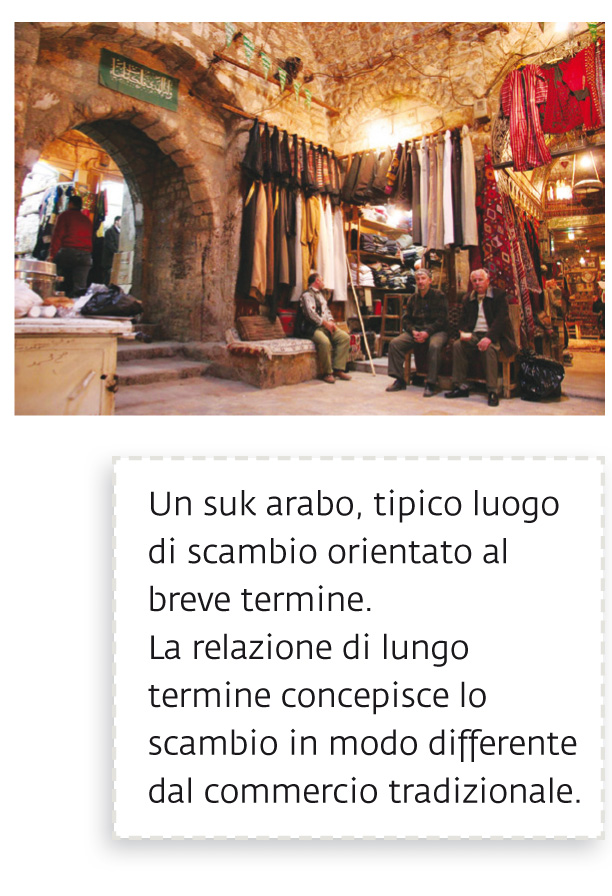 Un suk arabo, tipico luogo
di scambio orientato al
breve termine.
La relazione di lungo
termine concepisce lo
scambio in modo differente
dal commercio tradizionale.